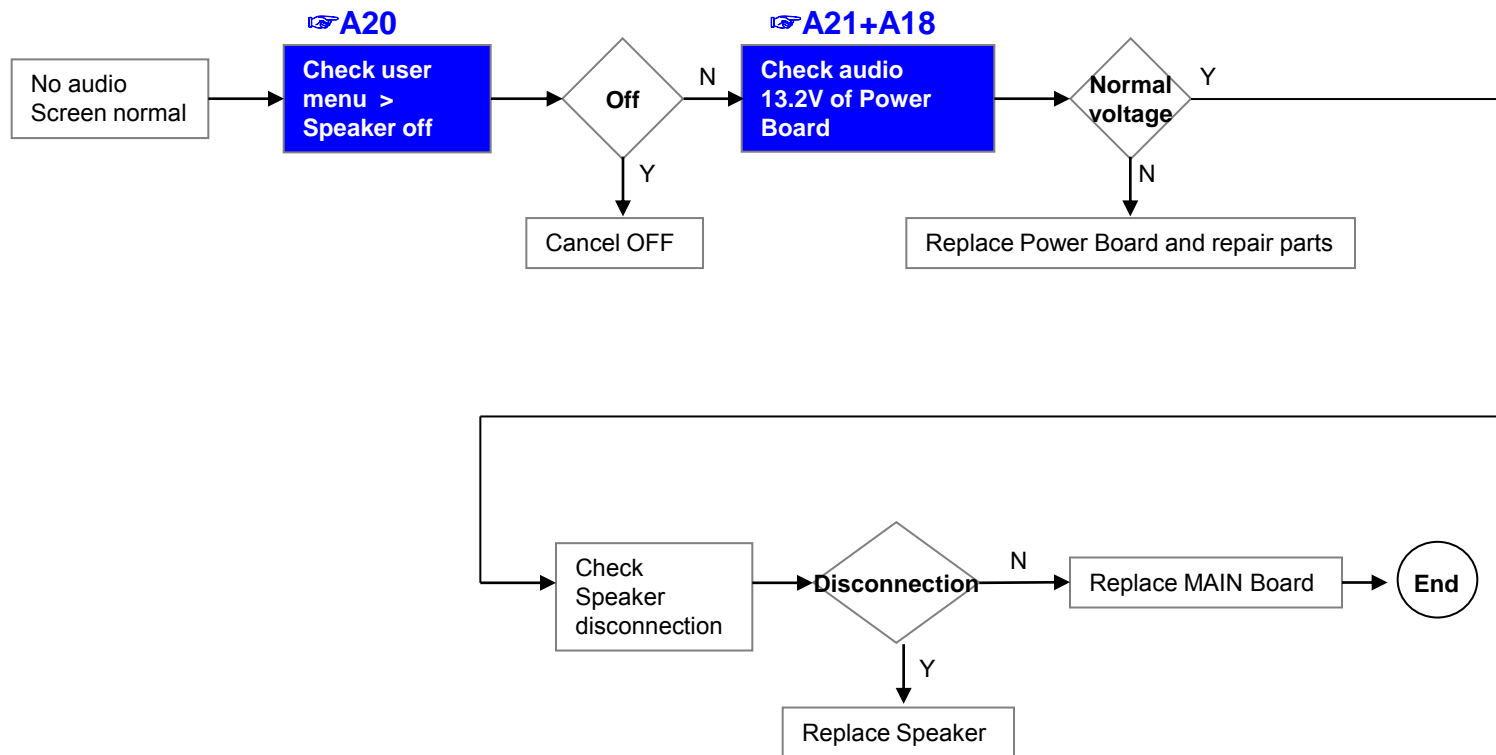 ☞A20
☞A21+A18
No audio
Screen normal
Check user
menu >
Speaker off
Off
N
Check audio
13.2V of Power
Board
Normal
voltage
Y
Y
N
Cancel OFF
Replace Power Board and repair parts
Check
Speaker
disconnection
Disconnection
N
Replace MAIN Board
End
Y
Replace Speaker